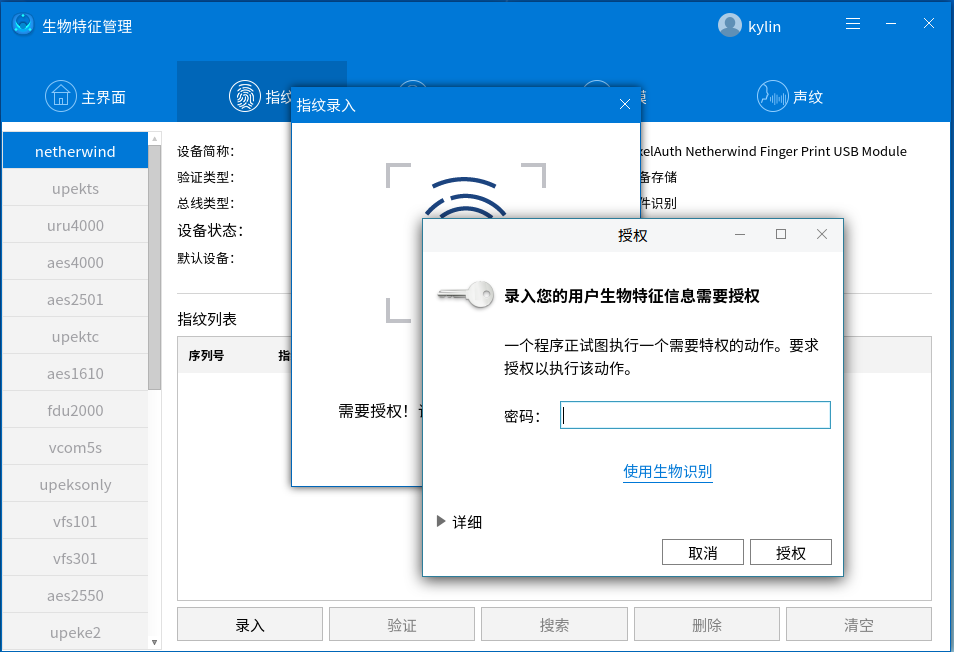 生物特征管理
kylin
主界面
指纹
声纹
指纹录入
netherwind
upekts
uru4000
aes4000
aes2501
upektc
aes1610
fdu2000
vcom5s
upeksonly
vfs101
vfs301
aes2550
upeke2
设备简称：
验证类型：
总线类型：
设备状态：
默认设备：
elAuth Netherwind Finger Print USB Module
备存储
件识别
指纹列表
序列号
指
需要授权！
授权
录入您的用户生物特征信息需要授权
一个程序正试图执行一个需要特权的动作。要求
授权以执行该动作。
密码：
使用生物识别
详细
取消
授权
录入
验证
搜索
删除
清空